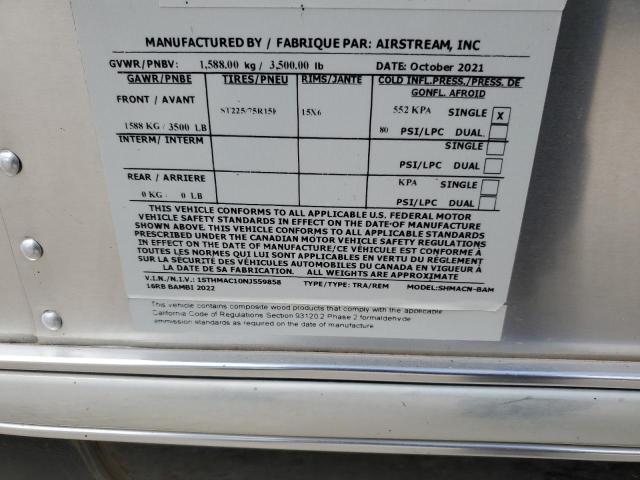 MANUFACTURED BY / FABRIQUE PAR: AIRSTREAM, INC
GVWR/PNBV: 1,588.00 kg / 3,500.00 lb DATE: October 2021
GAWR/PNBE TIRES/PNEU RIMS/JANTE COLD INFL.PRESS./PRESS. DE
GONFL. AFROID
FRONT / AVANT ST225/75R15E 15X6 552 KPA SINGLE X
1588 KG / 3500 LB 80 PSI/LPC DUAL
INTERM/ INTERM SINGLE
PSI/LPC DUAL
REAR / ARRIERE KPA SINGLE
0 KG / 0 LB PSI/LPC DUAL
THIS VEHICLE CONFORMS TO ALL APPLICABLE U.S. FEDERAL MOTOR
VEHICLE SAFETY STANDARDS IN EFFECT ON THE DATE OF MANUFACTURE
SHOWN ABOVE. THIS VEHICLE CONFORMS TO ALL APPLICABLE STANDARDS
PRESCRIBED UNDER THE CANADIAN MOTOR VEHICLE SAFETY REGULATIONS
IN EFFECT ON THE DATE OF MANUFACTURE/CE VÉHICULE EST CONFORME À
TOUTES LES NORMES QUI LUI SONT APPLICABLES EN VERTU DU RÈGLEMENT
SUR LA SÉCURITÉ DES VÉHICULES AUTOMOBILES DU CANADA EN VIGUEUR À
LA DATE DE SA FABRICATION. ALL WEIGHTS ARE APPROXIMATE
V.I.N./N.I.V.: 1STHMAC10NJ559858 TYPE/TYPE: TRA/REM MODEL:SHMACN-BAM
16RB BAMBI 2022
This vehicle contains composite wood products that comply with the applicable
California Code of Regulations Section 93120.2 Phase 2 formaldehyde
emmission standards as required on the date of manufacture